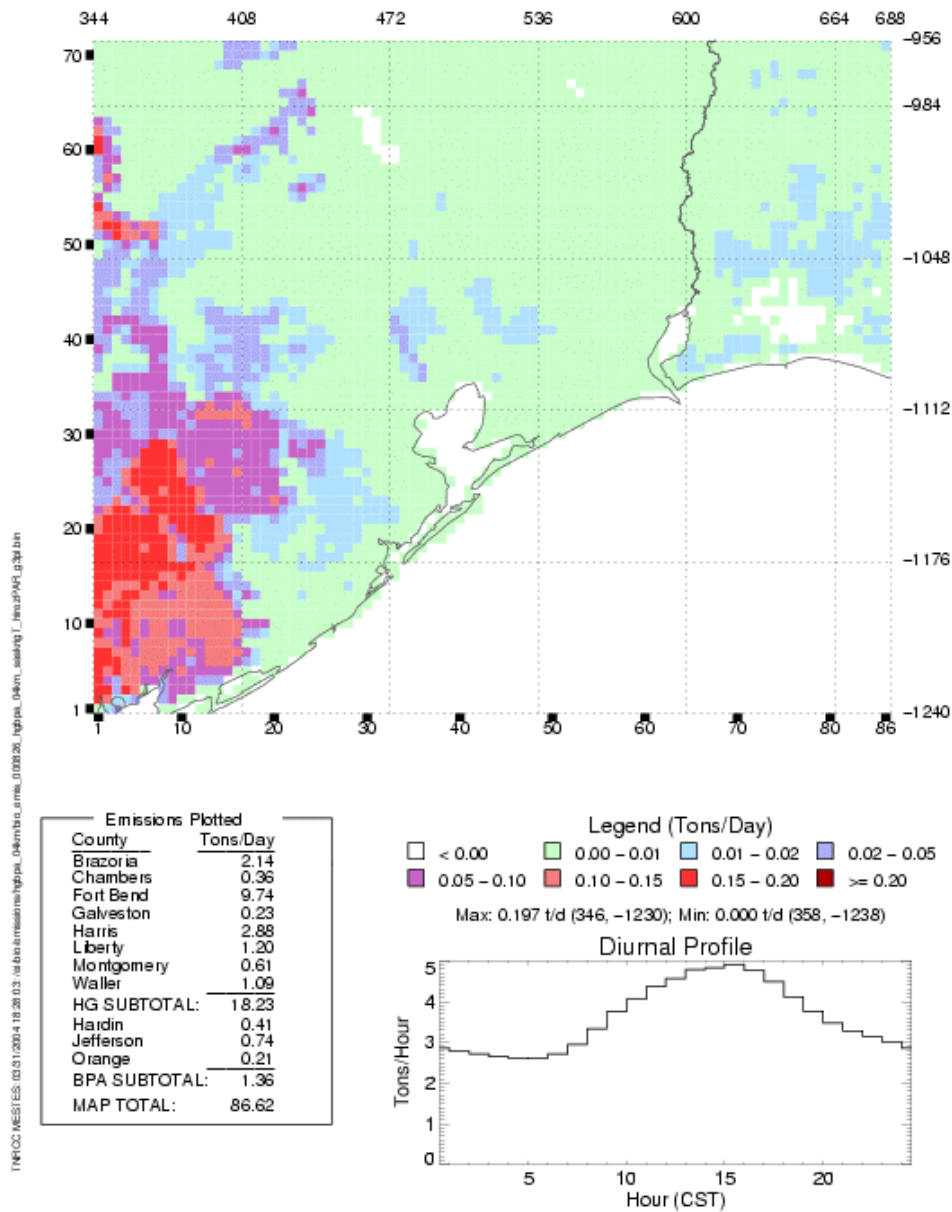 344 408 472 536 600 664 688
70 -956
-984
60
50
-1048
40
-1112
30
20
-1176
10
1 -1240
1 10 20 30 40 50 60 70 80 86
Emissions Plotted
County Tons/Day
Brazoria 2.14
Chambers 0.36
Fort Bend 9.74
Galveston 0.23
Harris 2.88
Liberty 1.20
Montgomery 0.61
Waller 1.09
HG SUBTOTAL: 18.23
Hardin 0.41
Jefferson 0.74
Orange 0.21
BPA SUBTOTAL: 1.36
MAP TOTAL: 86.62
Legend (Tons/Day)
< 0.00 0.00 - 0.01 0.01 - 0.02 0.02 - 0.05
0.05 - 0.10 0.10 - 0.15 0.15 - 0.20 >= 0.20
Max: 0.197 t/d (346, -1230); Min: 0.000 t/d (358, -1238)
Diurnal Profile
Tons/Hour
5
4
3
2
1
0
5 10 15 20
Hour (CST)